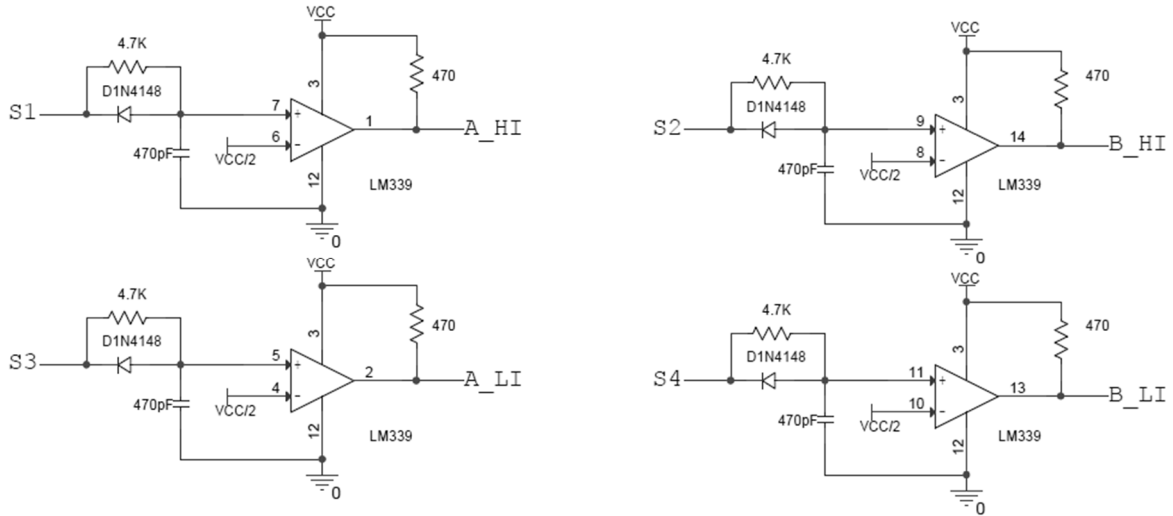 VCC
4.7K
3
470
D1N4148
S1
7
+
1
A_HI
6
-
470pF
VCC/2
12
LM339
0
VCC
4.7K
3
470
D1N4148
S2
9
+
14
B_HI
8
-
470pF
VCC/2
12
LM339
0
VCC
4.7K
3
470
D1N4148
S3
5
+
2
A_LI
4
-
470pF
VCC/2
12
LM339
0
VCC
4.7K
3
470
D1N4148
S4
11
+
13
B_LI
10
-
470pF
VCC/2
12
LM339
0